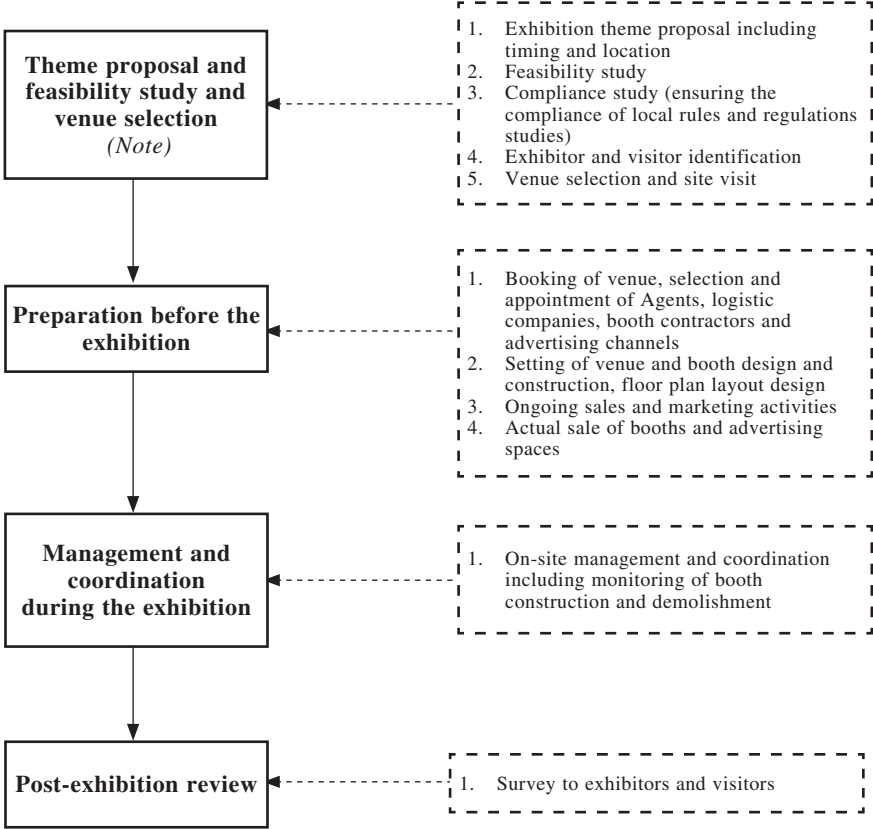 Theme proposal and
feasibility study and
venue selection
(Note)
1. Exhibition theme proposal including
timing and location
2. Feasibility study
3. Compliance study (ensuring the
compliance of local rules and regulations
studies)
4. Exhibitor and visitor identification
5. Venue selection and site visit
Preparation before the
exhibition
1. Booking of venue, selection and
appointment of Agents, logistic
companies, booth contractors and
advertising channels
2. Setting of venue and booth design and
construction, floor plan layout design
3. Ongoing sales and marketing activities
4. Actual sale of booths and advertising
spaces
Management and
coordination
during the exhibition
1. On-site management and coordination
including monitoring of booth
construction and demolishment
Post-exhibition review
1. Survey to exhibitors and visitors